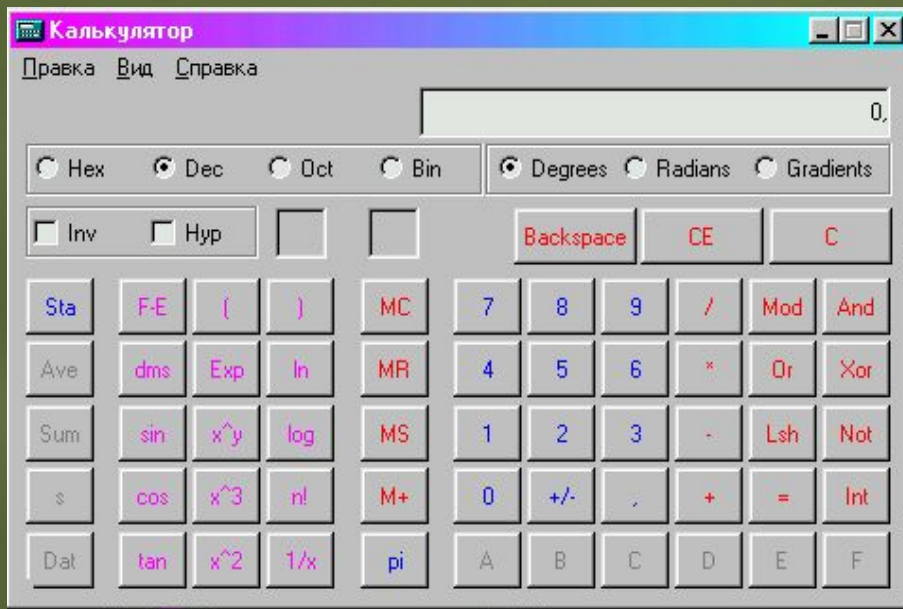 Калькулятор
Правка Вид Справка
0,
Hex Dec Oct Bin Degrees Radians Gradients
Inv Hyp Backspace CE C
Sta F-E ( ) MC 7 8 9 / Mod And
Ave dms Exp ln MR 4 5 6 * Or Xor
Sum sin x^y log MS 1 2 3 - Lsh Not
s cos x^3 n! M+ 0 +/- , + = Int
Dat tan x^2 1/x pi A B C D E F